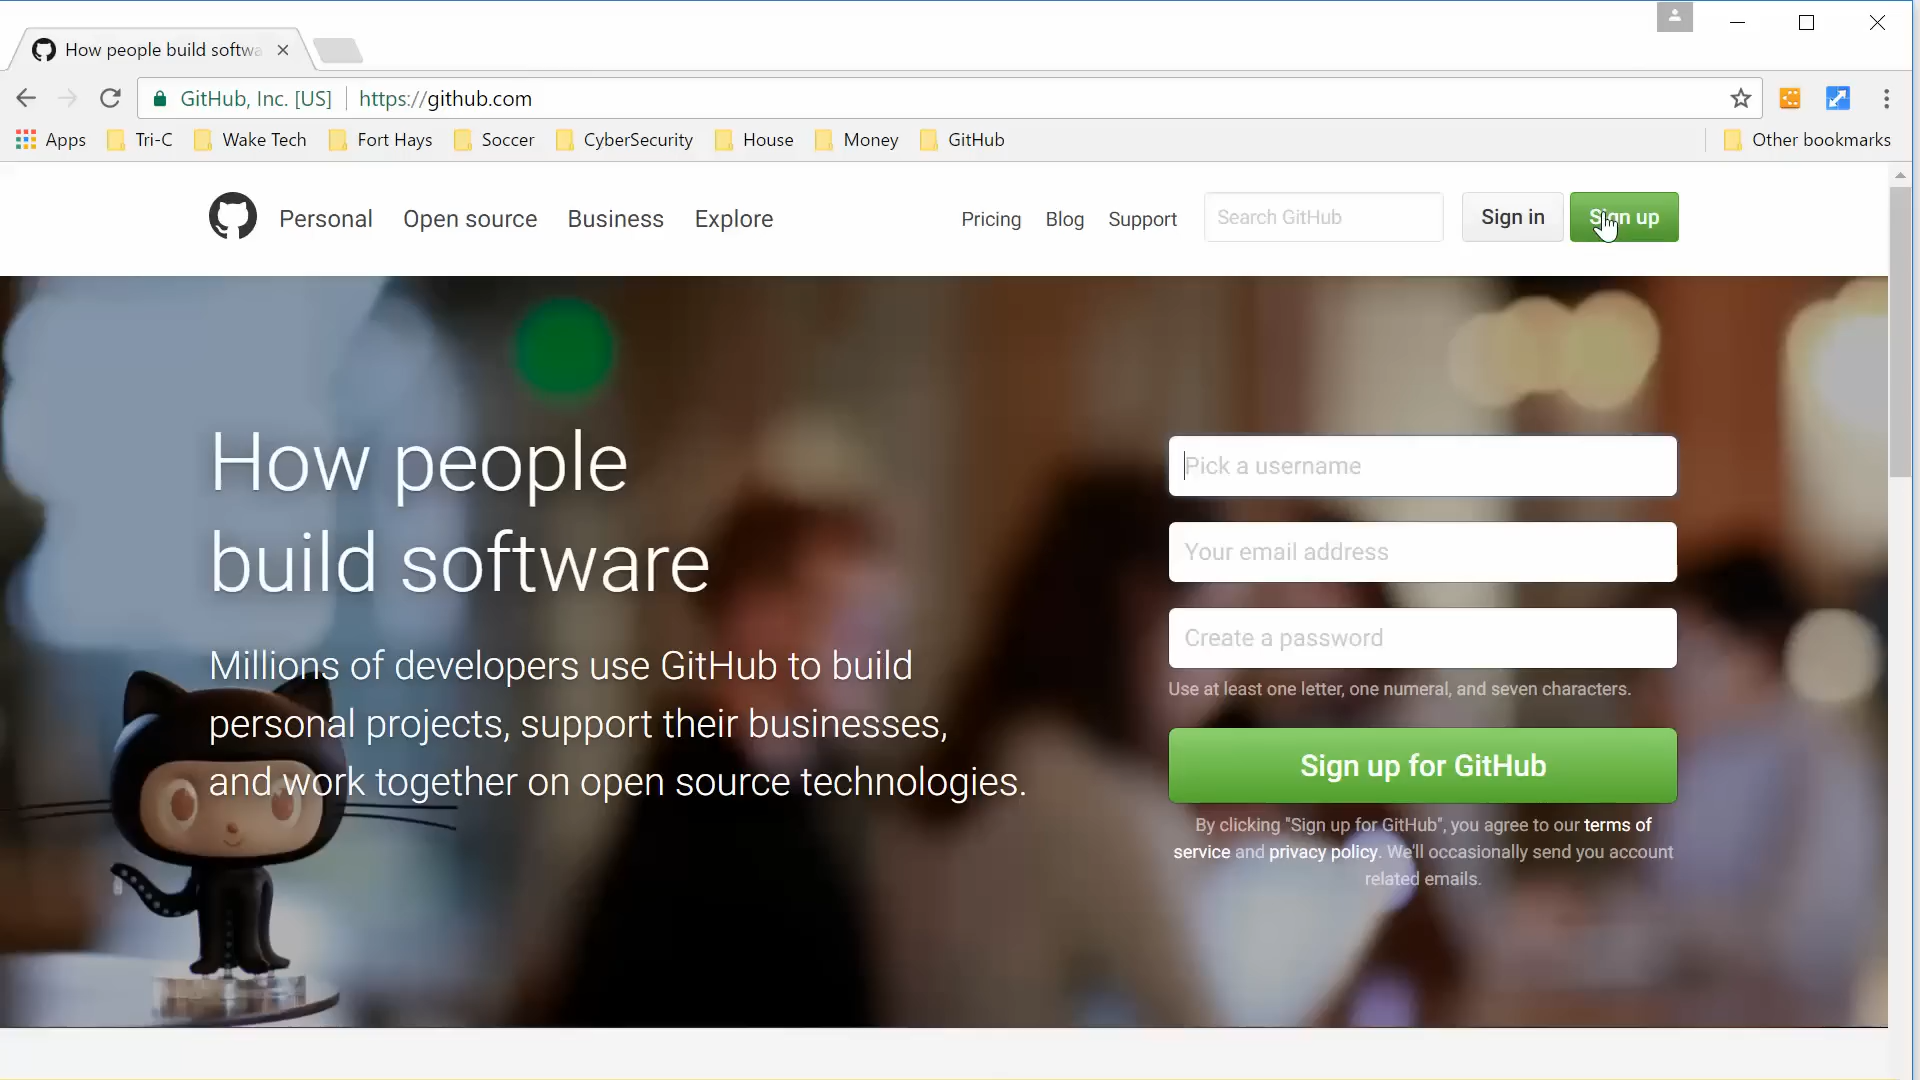 How people build softwa
GitHub, Inc. [US] https://github.com
Apps Tri-C Wake Tech Fort Hays Soccer CyberSecurity House Money GitHub Other bookmarks
Personal Open source Business Explore Pricing Blog Support Search GitHub Sign in Sign up
How people
build software
Millions of developers use GitHub to build
personal projects, support their businesses,
and work together on open source technologies.
Pick a username
Your email address
Create a password
Use at least one letter, one numeral, and seven characters.
Sign up for GitHub
By clicking "Sign up for GitHub", you agree to our terms of
service and privacy policy. We'll occasionally send you account
related emails.